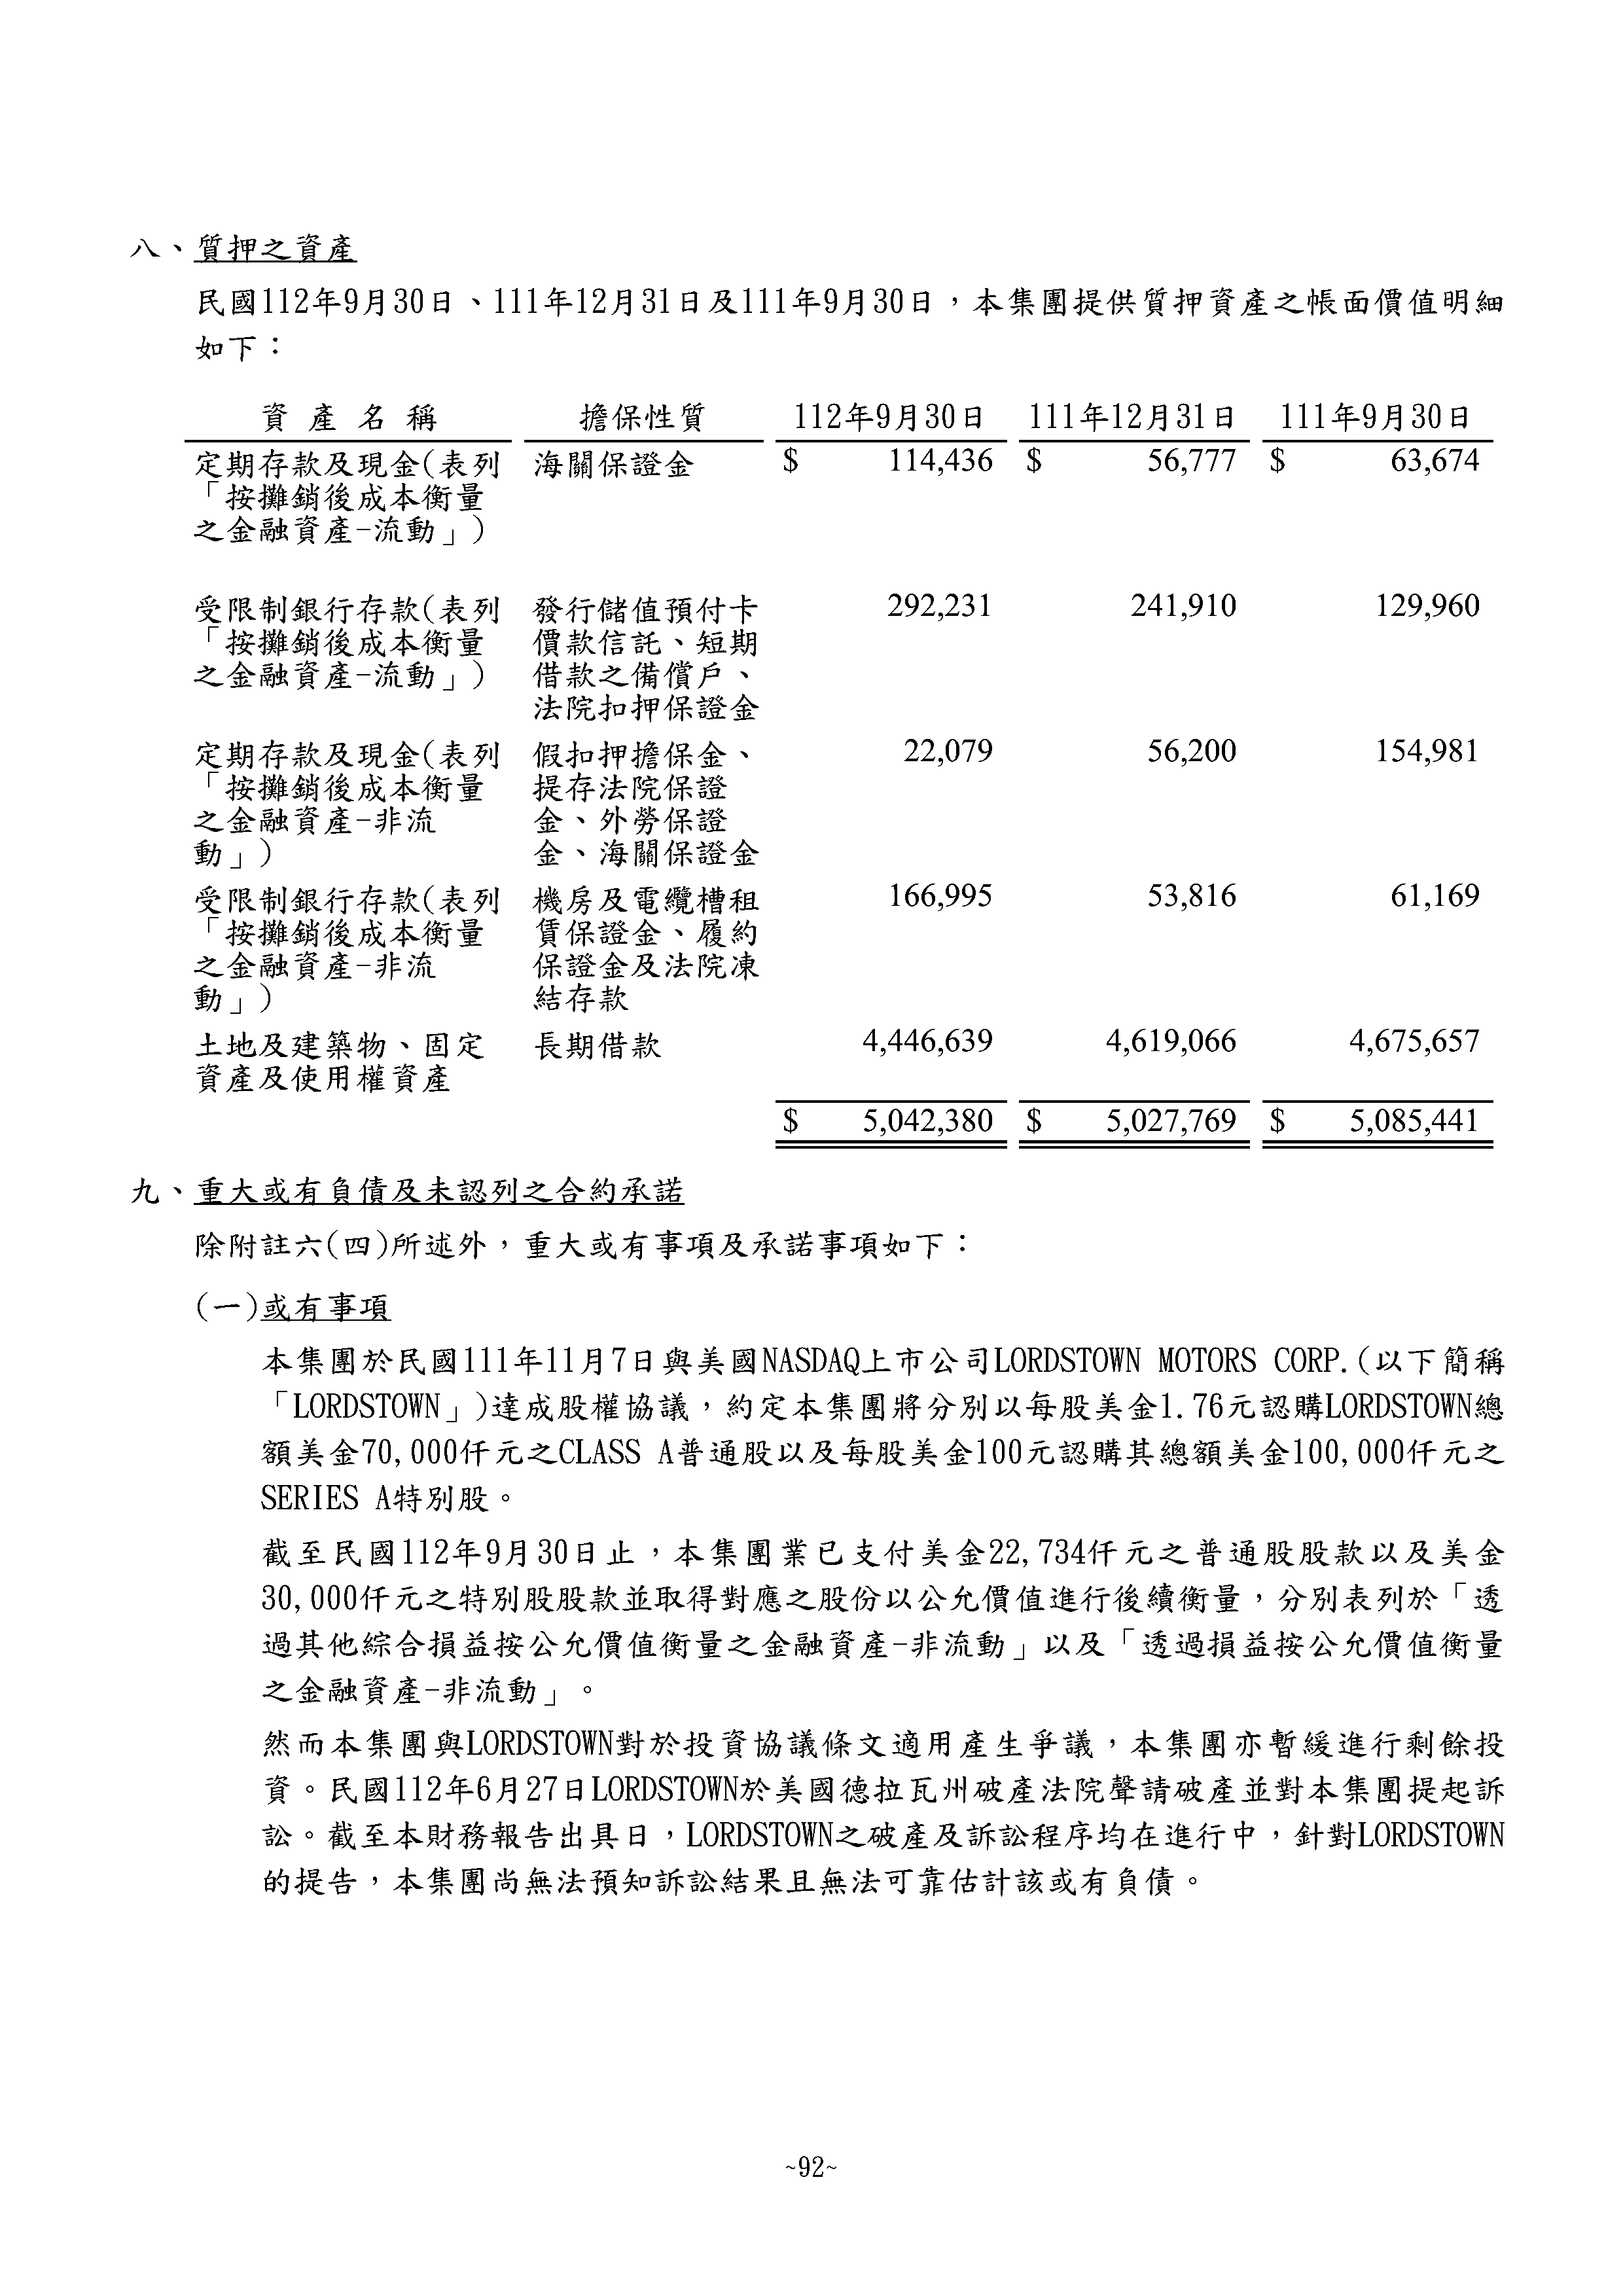 八、質押之資產
民國112年9月30日、111年12月31日及111年9月30日，本集團提供質押資產之帳面價值明細
如下：
資 產 名 稱 擔保性質 112年9月30日 111年12月31日 111年9月30日
定期存款及現金(表列 海關保證金 $ 114,436 $ 56,777 $ 63,674
「按攤銷後成本衡量
之金融資產-流動」)
受限制銀行存款(表列 發行儲值預付卡 292,231 241,910 129,960
「按攤銷後成本衡量 價款信託、短期
之金融資產-流動」) 借款之備償戶、
法院扣押保證金
定期存款及現金(表列 假扣押擔保金、 22,079 56,200 154,981
「按攤銷後成本衡量 提存法院保證
之金融資產-非流 金、外勞保證
動」) 金、海關保證金
受限制銀行存款(表列 機房及電纜槽租 166,995 53,816 61,169
「按攤銷後成本衡量 賃保證金、履約
之金融資產-非流 保證金及法院凍
動」) 結存款
土地及建築物、固定 長期借款 4,446,639 4,619,066 4,675,657
資產及使用權資產
$ 5,042,380 $ 5,027,769 $ 5,085,441
九、重大或有負債及未認列之合約承諾
除附註六(四)所述外，重大或有事項及承諾事項如下：
(一)或有事項
本集團於民國111年11月7日與美國NASDAQ上市公司LORDSTOWN MOTORS CORP.(以下簡稱
「LORDSTOWN」)達成股權協議，約定本集團將分別以每股美金1.76元認購LORDSTOWN總
額美金70,000仟元之CLASS A普通股以及每股美金100元認購其總額美金100,000仟元之
SERIES A特別股。
截至民國112年9月30日止，本集團業已支付美金22,734仟元之普通股股款以及美金
30,000仟元之特別股股款並取得對應之股份以公允價值進行後續衡量，分別表列於「透
過其他綜合損益按公允價值衡量之金融資產-非流動」以及「透過損益按公允價值衡量
之金融資產-非流動」。
然而本集團與LORDSTOWN對於投資協議條文適用產生爭議，本集團亦暫緩進行剩餘投
資。民國112年6月27日LORDSTOWN於美國德拉瓦州破產法院聲請破產並對本集團提起訴
訟。截至本財務報告出具日，LORDSTOWN之破產及訴訟程序均在進行中，針對LORDSTOWN
的提告，本集團尚無法預知訴訟結果且無法可靠估計該或有負債。
~92~